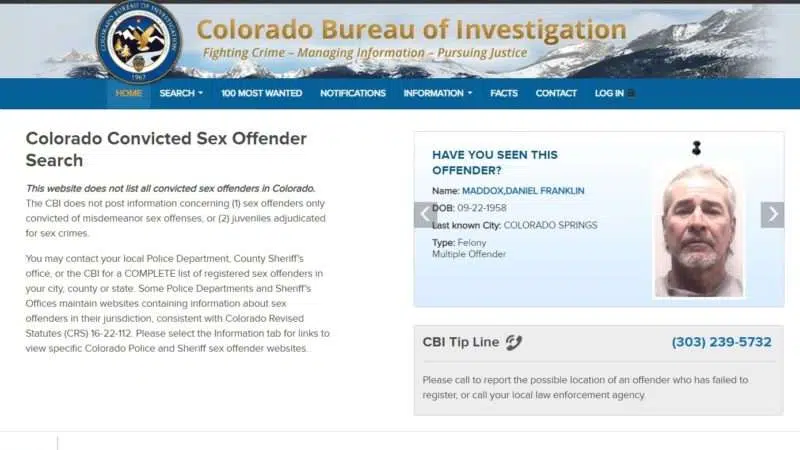 COLORADO BUREAU OF INVESTIGATION
1967
Colorado Bureau of Investigation
Fighting Crime – Managing Information – Pursuing Justice
HOME SEARCH 100 MOST WANTED NOTIFICATIONS INFORMATION FACTS CONTACT LOG IN
Colorado Convicted Sex Offender
Search
This website does not list all convicted sex offenders in Colorado.
The CBI does not post information concerning (1) sex offenders only
convicted of misdemeanor sex offenses, or (2) juveniles adjudicated
for sex crimes.
You may contact your local Police Department, County Sheriff's
office, or the CBI for a COMPLETE list of registered sex offenders in
your city, county or state. Some Police Departments and Sheriff's
Offices maintain websites containing information about sex
offenders in their jurisdiction, consistent with Colorado Revised
Statutes (CRS) 16-22-112. Please select the Information tab for links to
view specific Colorado Police and Sheriff sex offender websites.
HAVE YOU SEEN THIS
OFFENDER?
Name: MADDOX,DANIEL FRANKLIN
DOB: 09-22-1958
Last known City: COLORADO SPRINGS
Type: Felony
Multiple Offender
CBI Tip Line (303) 239-5732
Please call to report the possible location of an offender who has failed to
register, or call your local law enforcement agency.